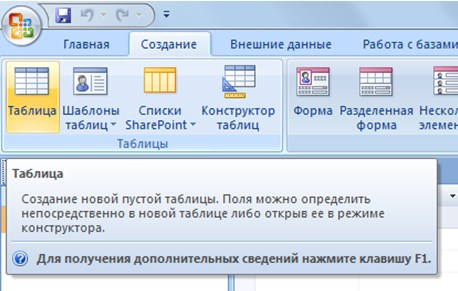 Главная Создание Внешние данные Работа с базами
Таблица Шаблоны таблиц Списки SharePoint Конструктор таблиц Форма Разделенная форма
Таблицы
Таблица
Создание новой пустой таблицы. Поля можно определить
непосредственно в новой таблице либо открыв ее в режиме
конструктора.
Для получения дополнительных сведений нажмите клавишу F1.